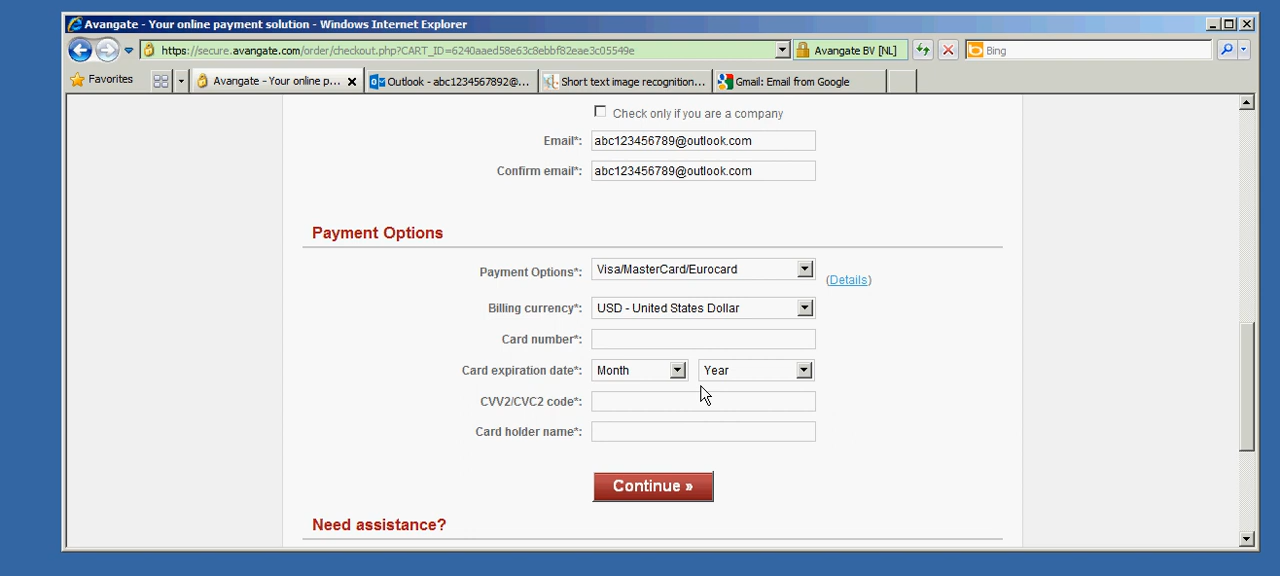 Avangate - Your online payment solution - Windows Internet Explorer
https://secure.avangate.com/order/checkout.php?CART_ID=6240aaed58e63c8ebbf82eae3c05549e Avangate BV [NL] Bing
Favorites Avangate - Your online p... Outlook - abc1234567892@... Short text image recognition... Gmail: Email from Google
Check only if you are a company
Email*: abc123456789@outlook.com
Confirm email*: abc123456789@outlook.com
Payment Options
Payment Options*: Visa/MasterCard/Eurocard
(Details)
Billing currency*: USD - United States Dollar
Card number*:
Card expiration date*: Month Year
CVV2/CVC2 code*:
Card holder name*:
Continue »
Need assistance?